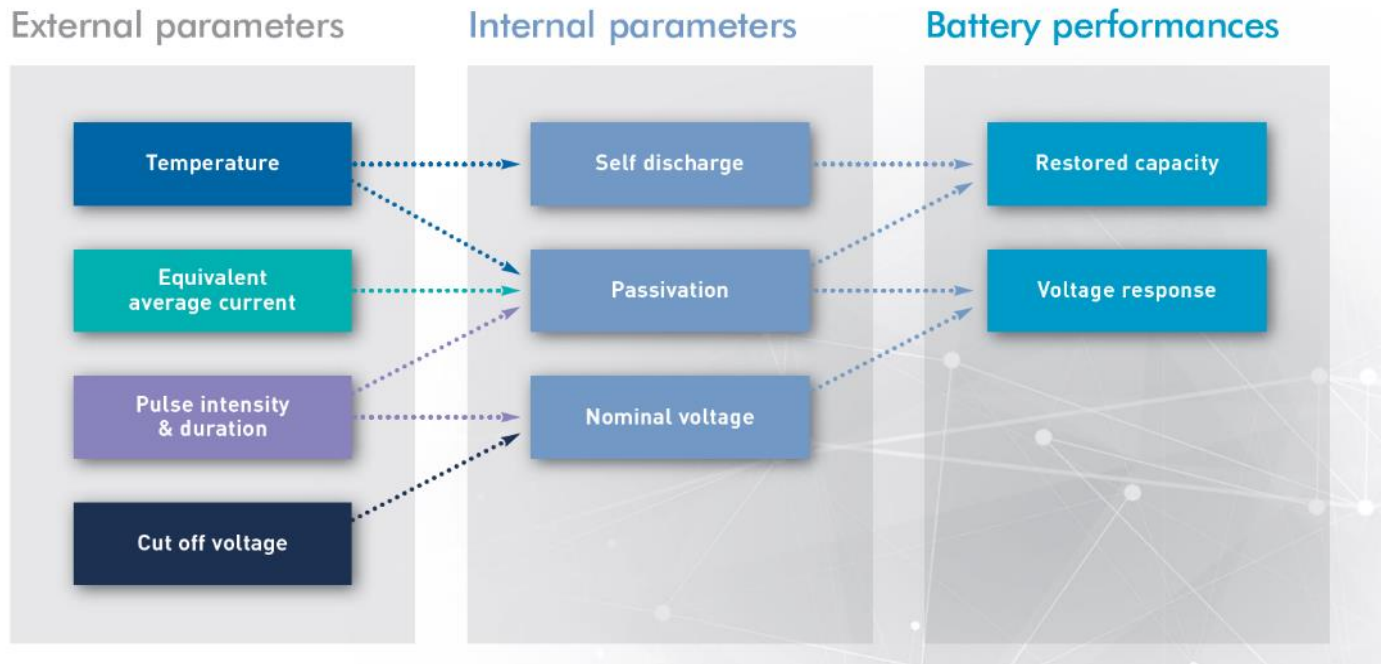 External parameters
Internal parameters
Battery performances
Temperature
Self discharge
Restored capacity
Equivalent
average current
Passivation
Voltage response
Pulse intensity
& duration
Nominal voltage
Cut off voltage